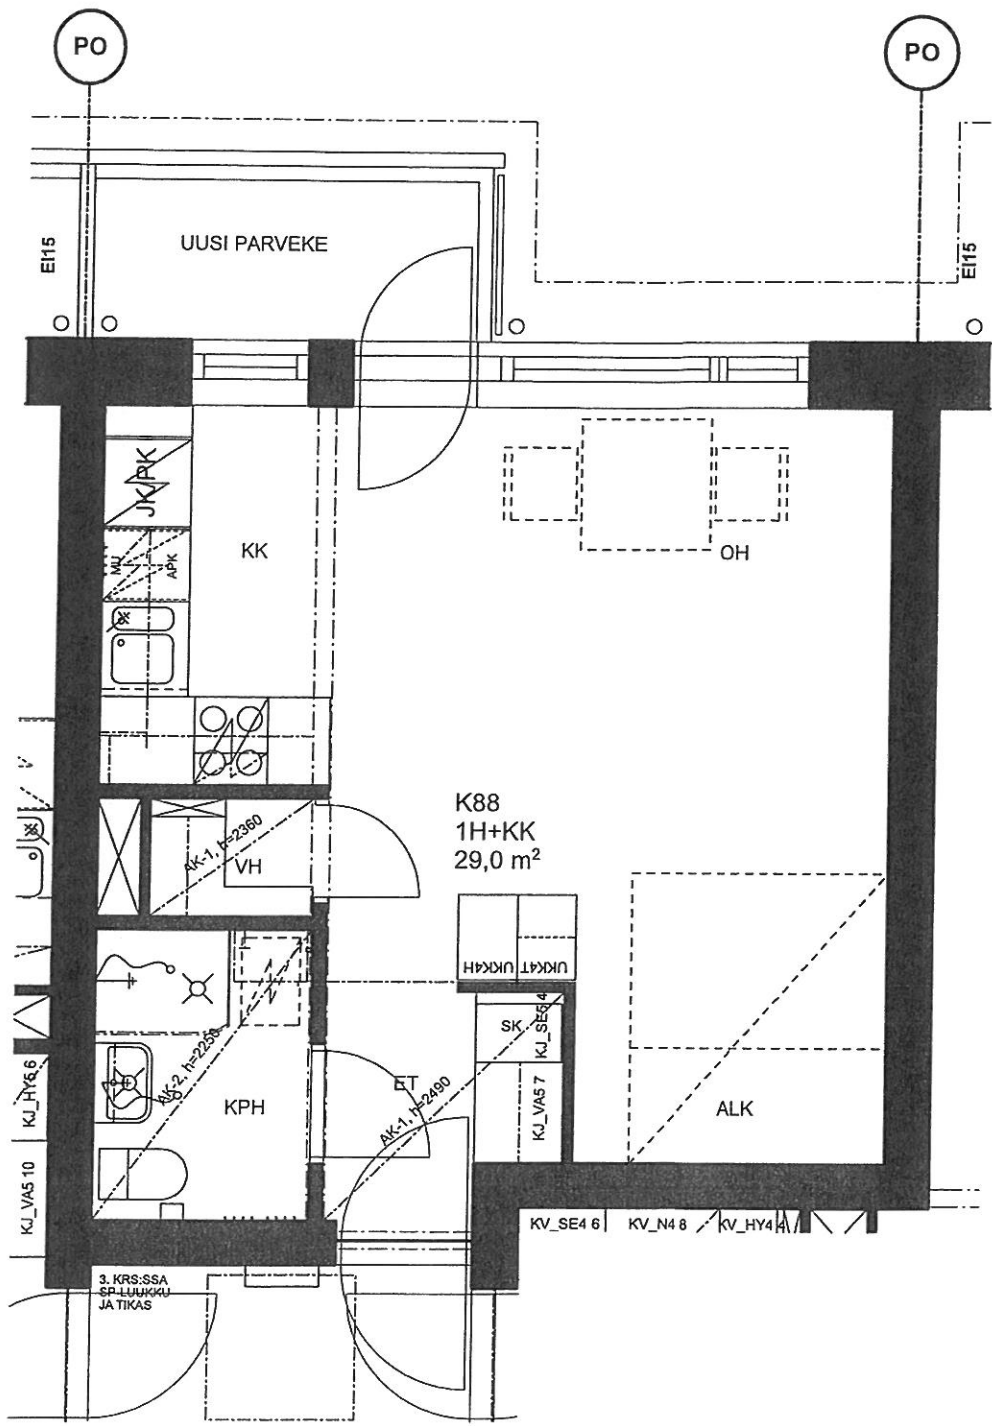 PO
PO
EI15
UUSI PARVEKE
EI15
JK/PK
KK
OH
MU
APK
K88
1H+KK
29,0 m²
AK-1, h=2360
VH
UKK4H
UKK4T
SK
KJ_SE5 4
AK-2, h=2250
KPH
ET
AK-1, h=2490
KJ_VA5 7
ALK
KJ_HY5,6
KJ_VA5 10
KV_SE4 6
KV_N4 8
KV_HY4 4
3. KRS:SSA
SP-LUUKKU
JA TIKAS